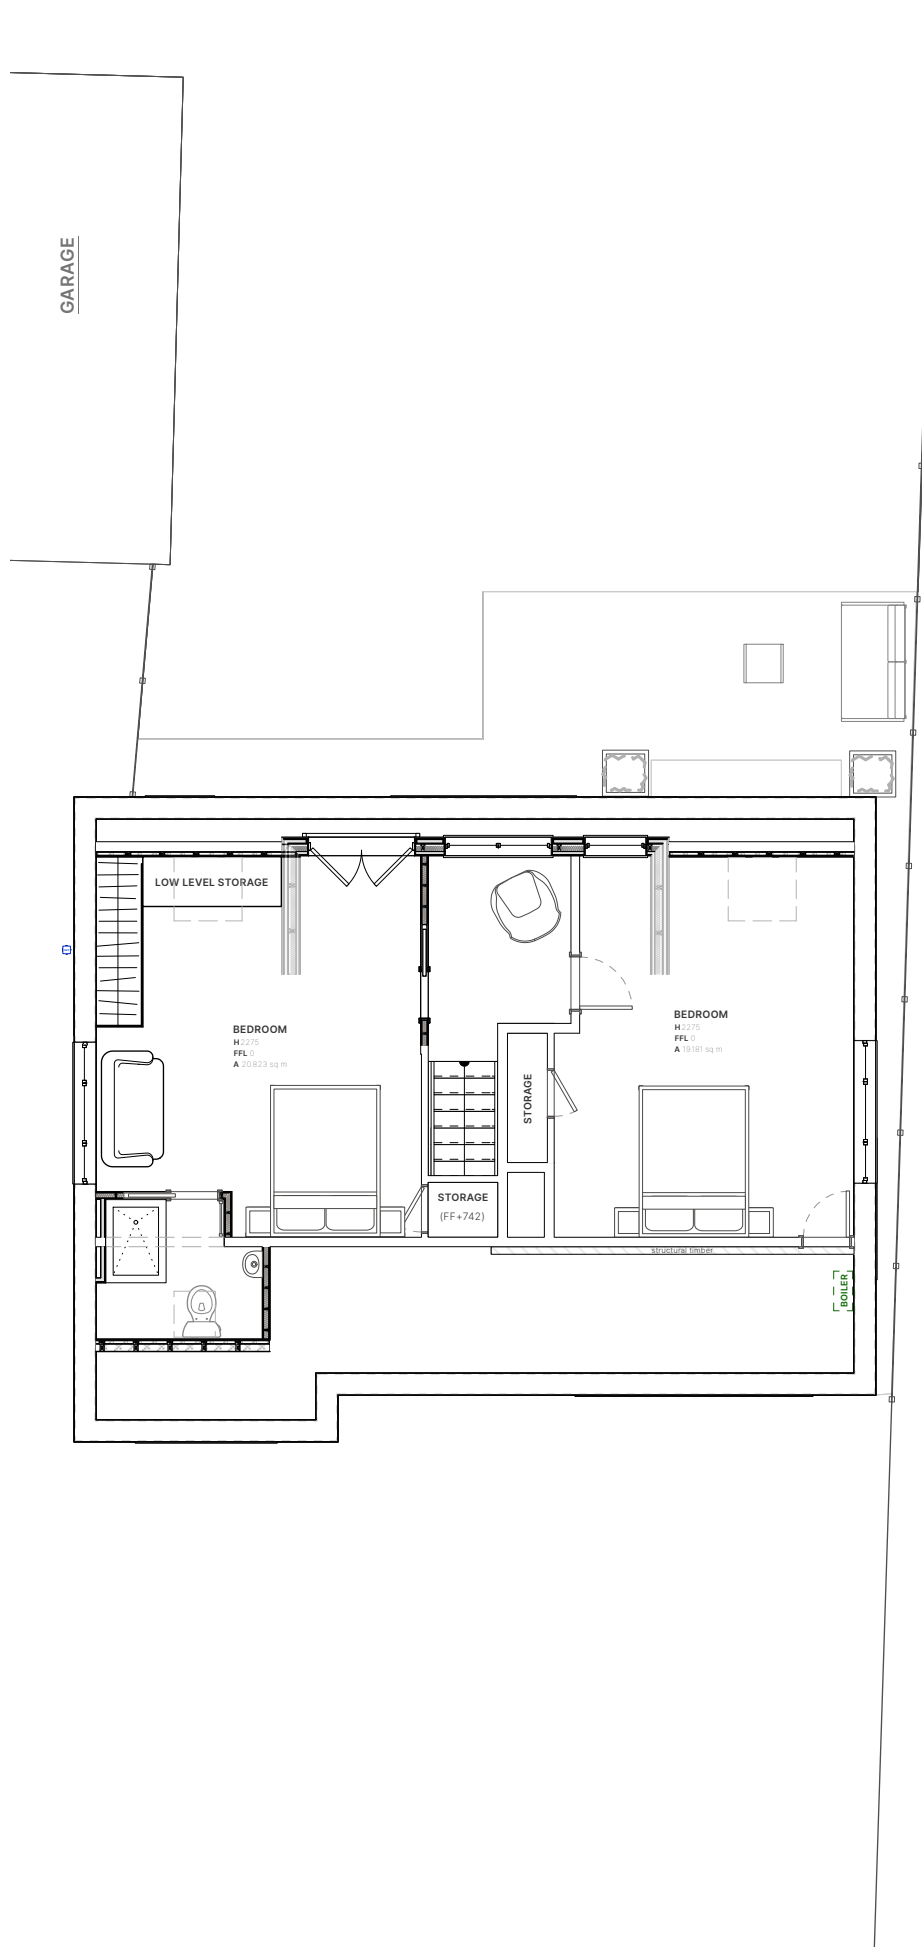 GARAGE
LOW LEVEL STORAGE
BEDROOM
H 2275
FFL 0
A 20.823 sq m
BEDROOM
H 2275
FFL 0
A 19.181 sq m
STORAGE
STORAGE
(FF+742)
structural timber
BOILER